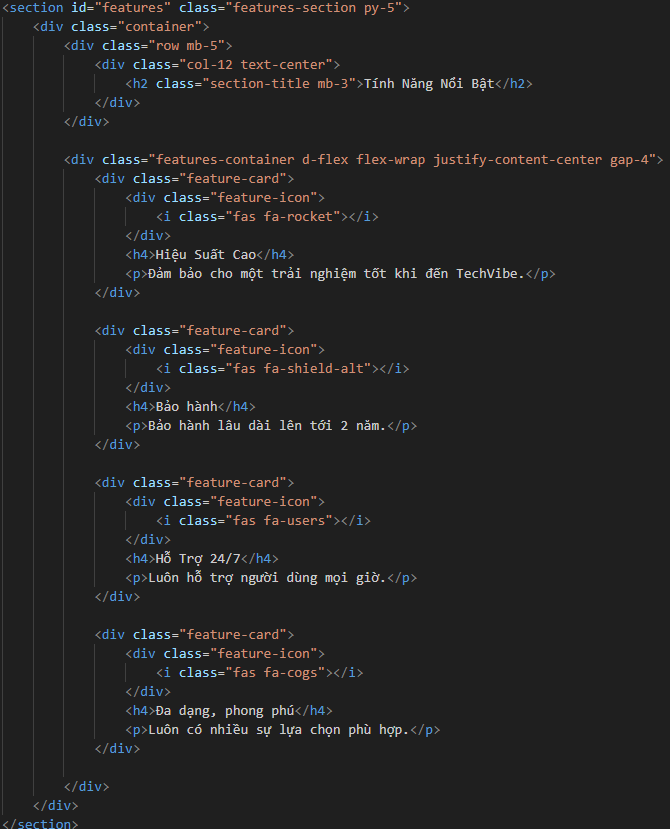 <section id="features" class="features-section py-5">
<div class="container">
<div class="row mb-5">
<div class="col-12 text-center">
<h2 class="section-title mb-3">Tính Năng Nổi Bật</h2>
</div>
</div>
<div class="features-container d-flex flex-wrap justify-content-center gap-4">
<div class="feature-card">
<div class="feature-icon">
<i class="fas fa-rocket"></i>
</div>
<h4>Hiệu Suất Cao</h4>
<p>Đảm bảo cho một trải nghiệm tốt khi đến TechVibe.</p>
</div>
<div class="feature-card">
<div class="feature-icon">
<i class="fas fa-shield-alt"></i>
</div>
<h4>Bảo hành</h4>
<p>Bảo hành lâu dài lên tới 2 năm.</p>
</div>
<div class="feature-card">
<div class="feature-icon">
<i class="fas fa-users"></i>
</div>
<h4>Hỗ Trợ 24/7</h4>
<p>Luôn hỗ trợ người dùng mọi giờ.</p>
</div>
<div class="feature-card">
<div class="feature-icon">
<i class="fas fa-cogs"></i>
</div>
<h4>Đa dạng, phong phú</h4>
<p>Luôn có nhiều sự lựa chọn phù hợp.</p>
</div>
</div>
</div>
</section>